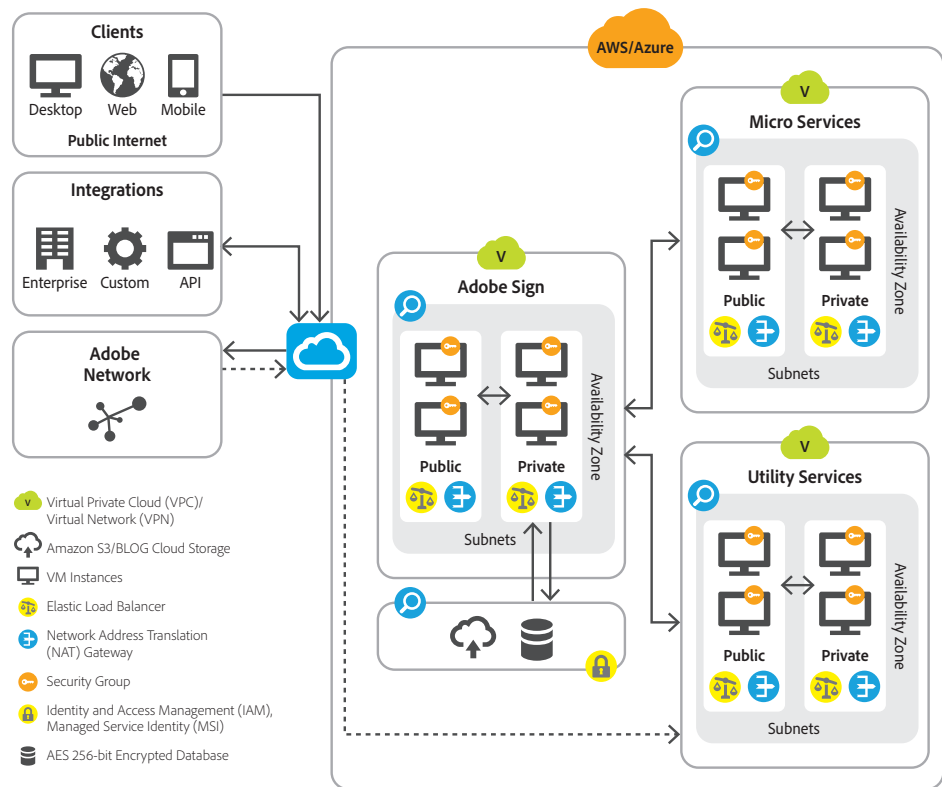 Clients
Desktop
Web
Mobile
Public Internet
Integrations
Enterprise
Custom
API
Adobe
Network
AWS/Azure
V
Adobe Sign
Public
Private
Availability Zone
Subnets
V
Micro Services
Public
Private
Availability Zone
Subnets
V
Utility Services
Public
Private
Availability Zone
Subnets
V
Virtual Private Cloud (VPC)/
Virtual Network (VPN)
Amazon S3/BLOG Cloud Storage
VM Instances
Elastic Load Balancer
Network Address Translation
(NAT) Gateway
Security Group
Identity and Access Management (IAM),
Managed Service Identity (MSI)
AES 256-bit Encrypted Database